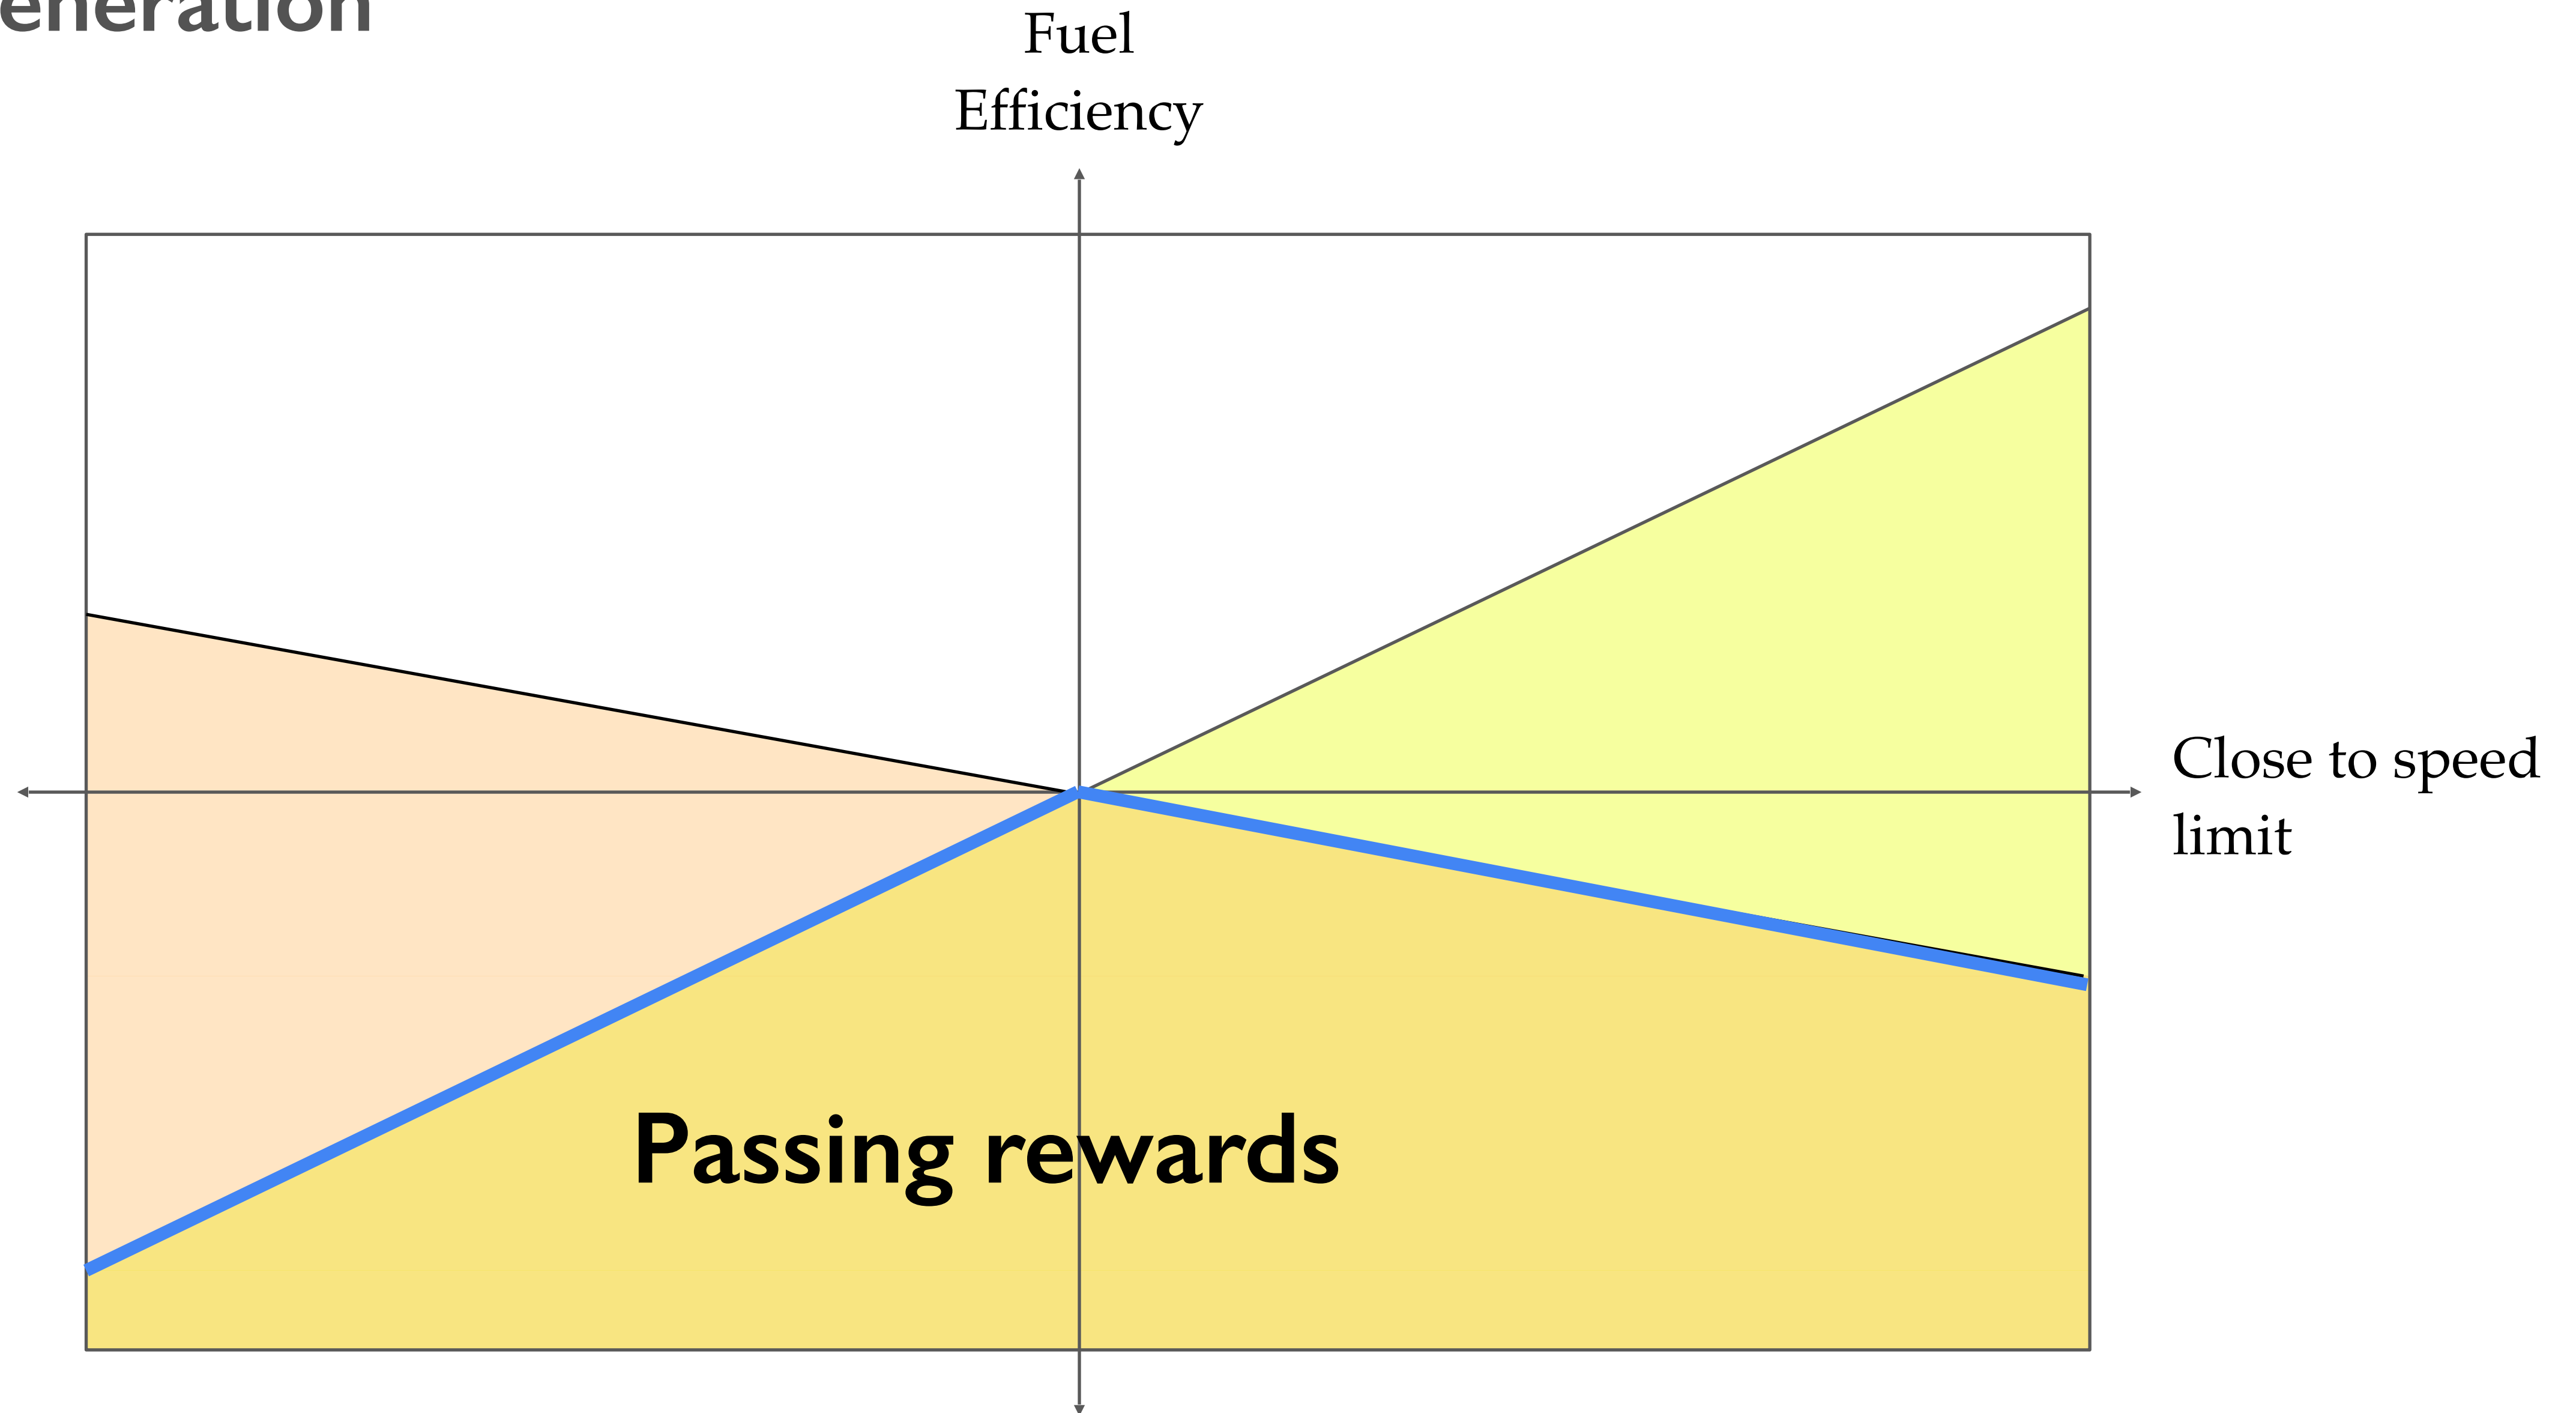 eneration
Fuel
Efficiency
Close to speed
limit
Passing rewards